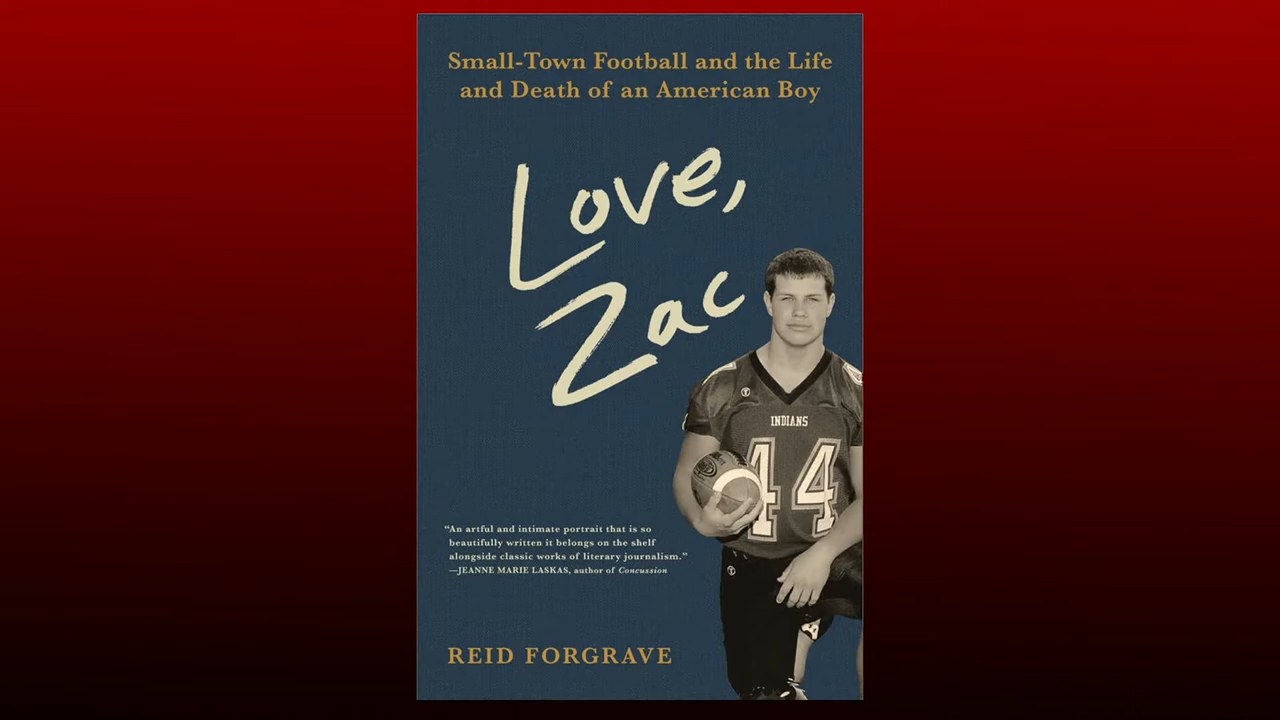 Small-Town Football and the Life
and Death of an American Boy
Love,
Zac
INDIANS
44
“An artful and intimate portrait that is so
beautifully written it belongs on the shelf
alongside classic works of literary journalism.”
—JEANNE MARIE LASKAS, author of Concussion
REID FORGRAVE